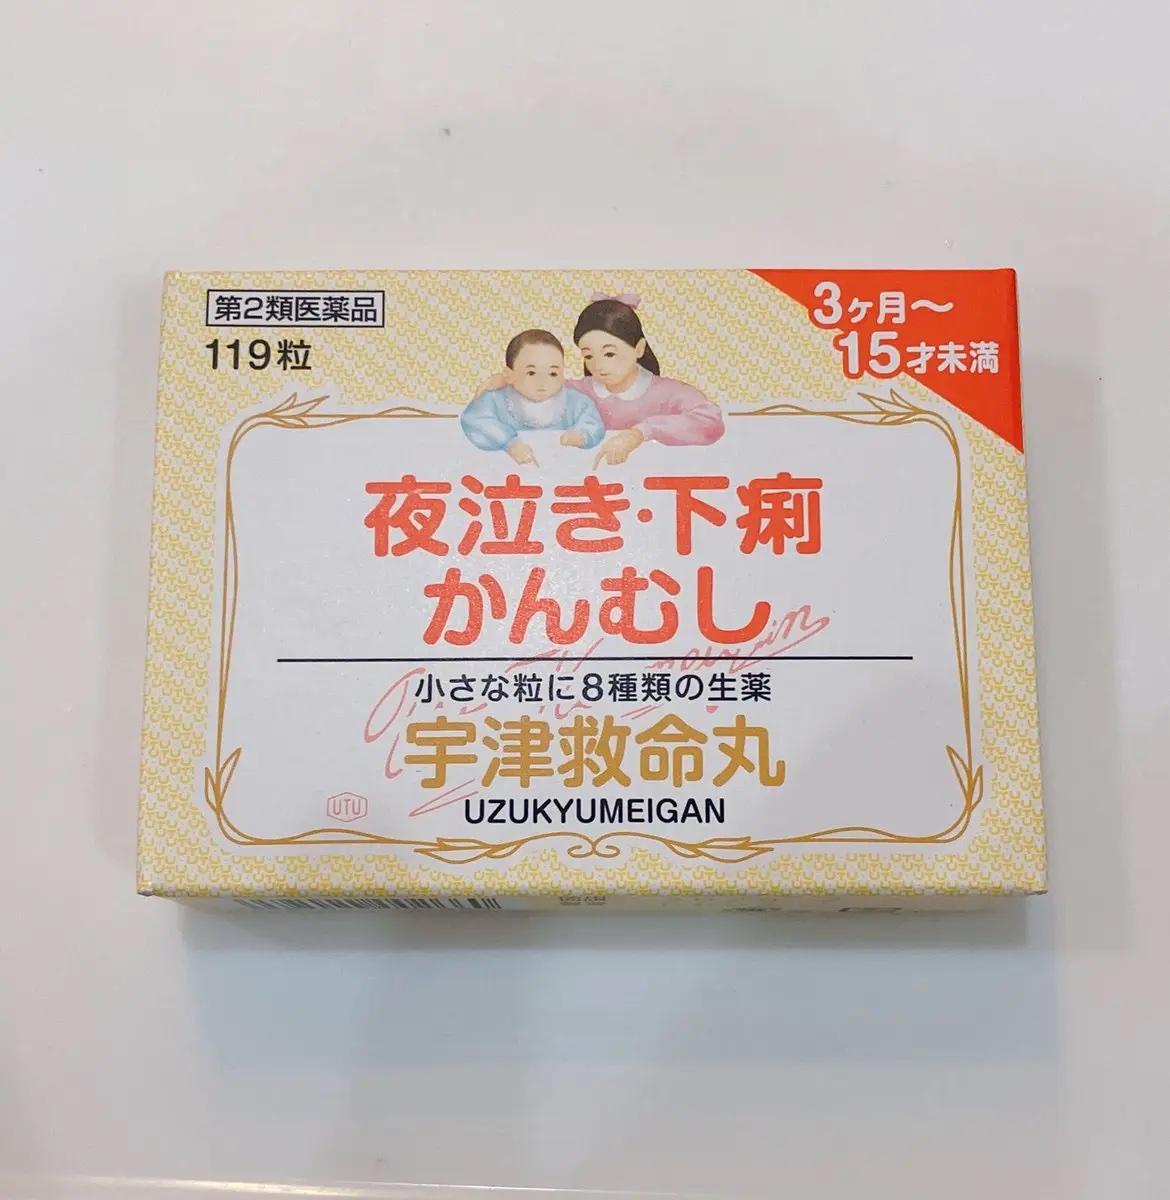 第2類医薬品
119粒
3ヶ月～
15才未満
夜泣き・下痢
かんむし
小さな粒に8種類の生薬
宇津救命丸
UTU
UZUKYUMEIGAN